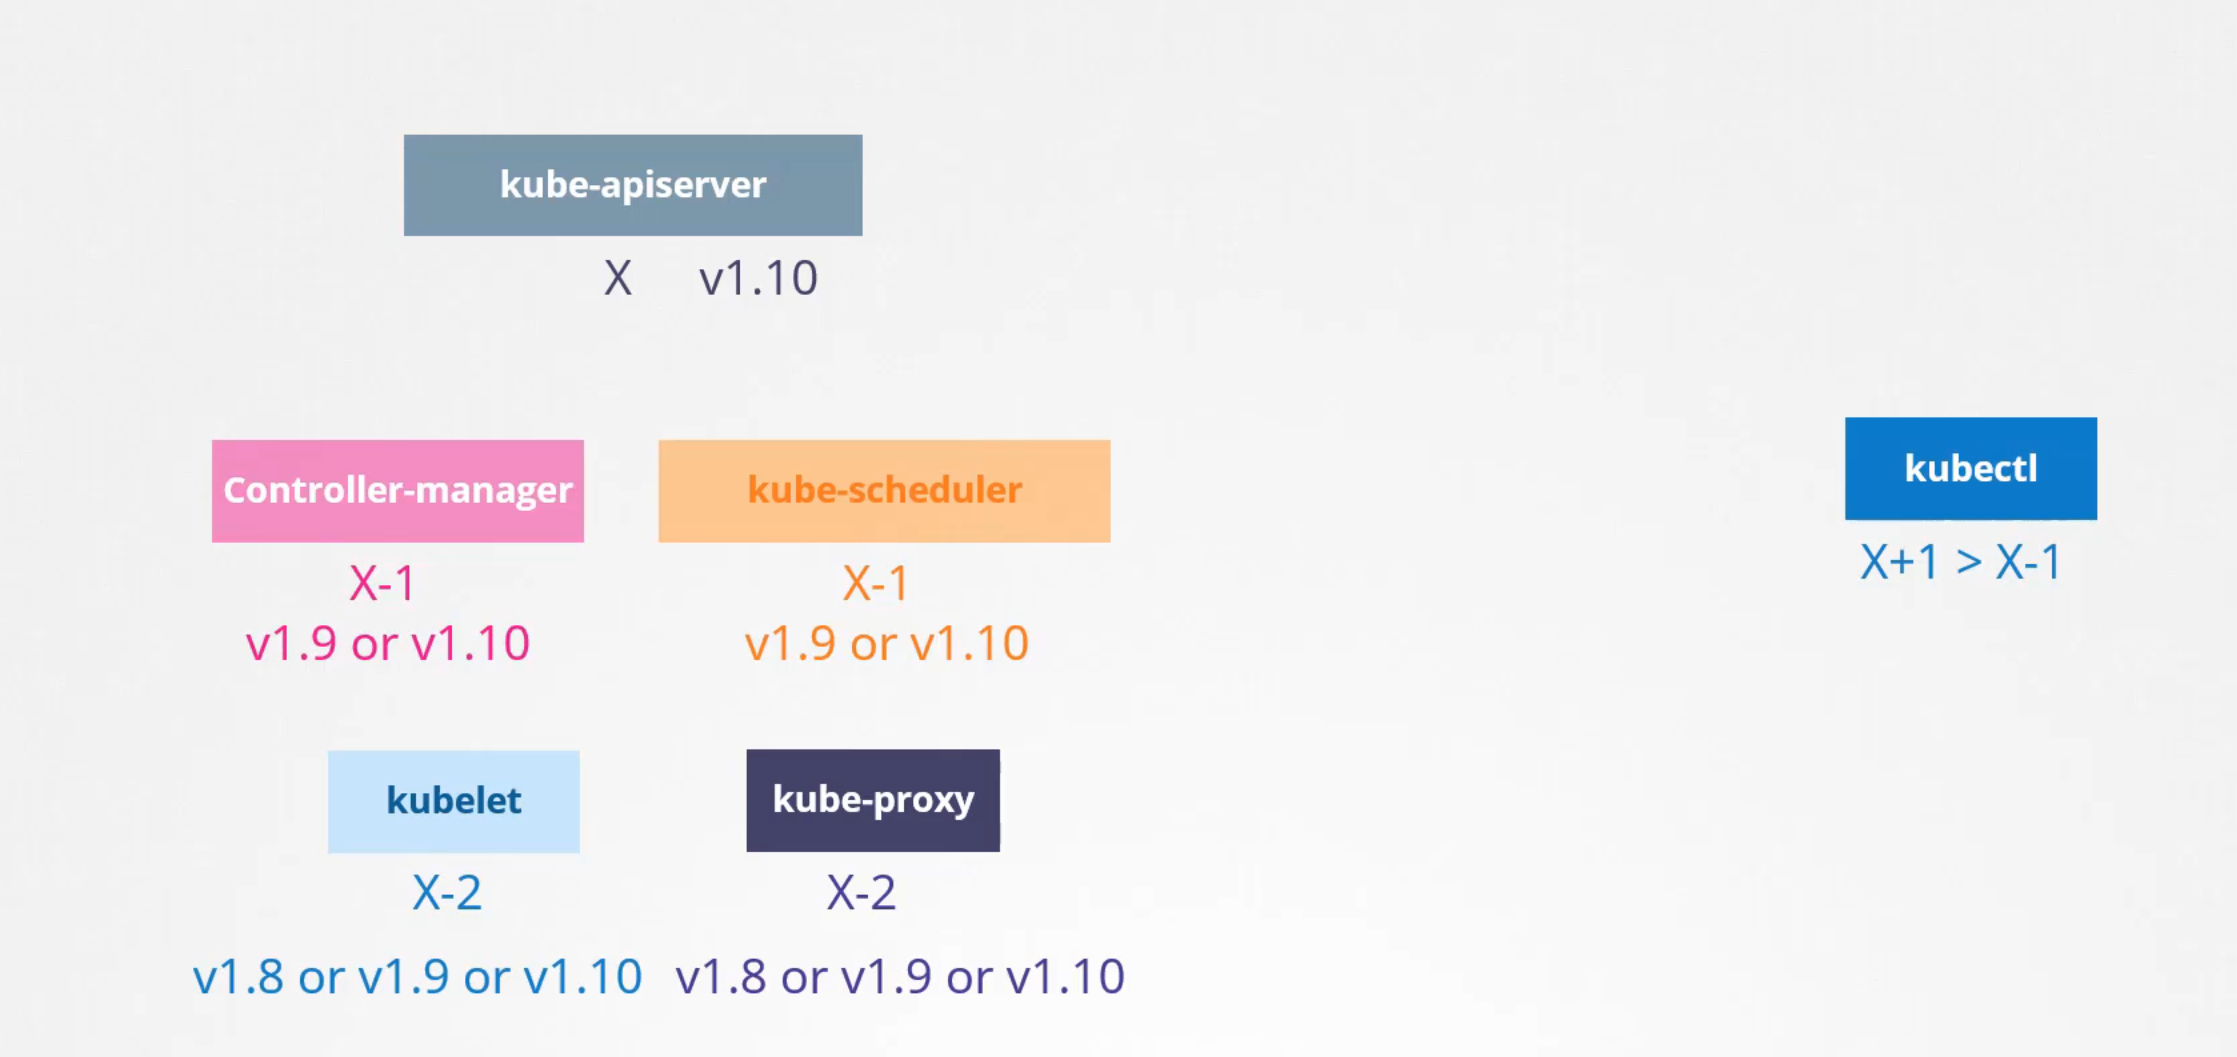 kube-apiserver
X v1.10
Controller-manager
X-1
v1.9 or v1.10
kube-scheduler
X-1
v1.9 or v1.10
kubectl
X+1 > X-1
kubelet
X-2
v1.8 or v1.9 or v1.10
kube-proxy
X-2
v1.8 or v1.9 or v1.10